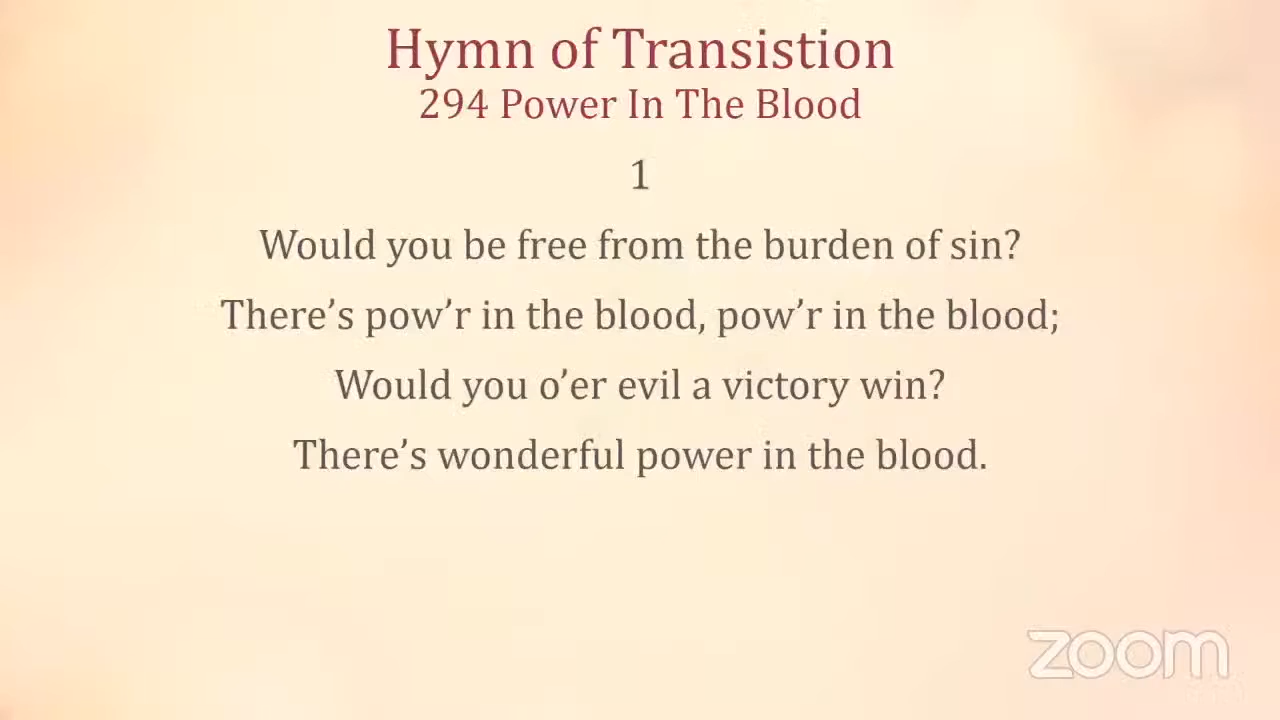 Hymn of Transistion
294 Power In The Blood
1
Would you be free from the burden of sin?
There’s pow’r in the blood, pow’r in the blood;
Would you o’er evil a victory win?
There’s wonderful power in the blood.
zoom